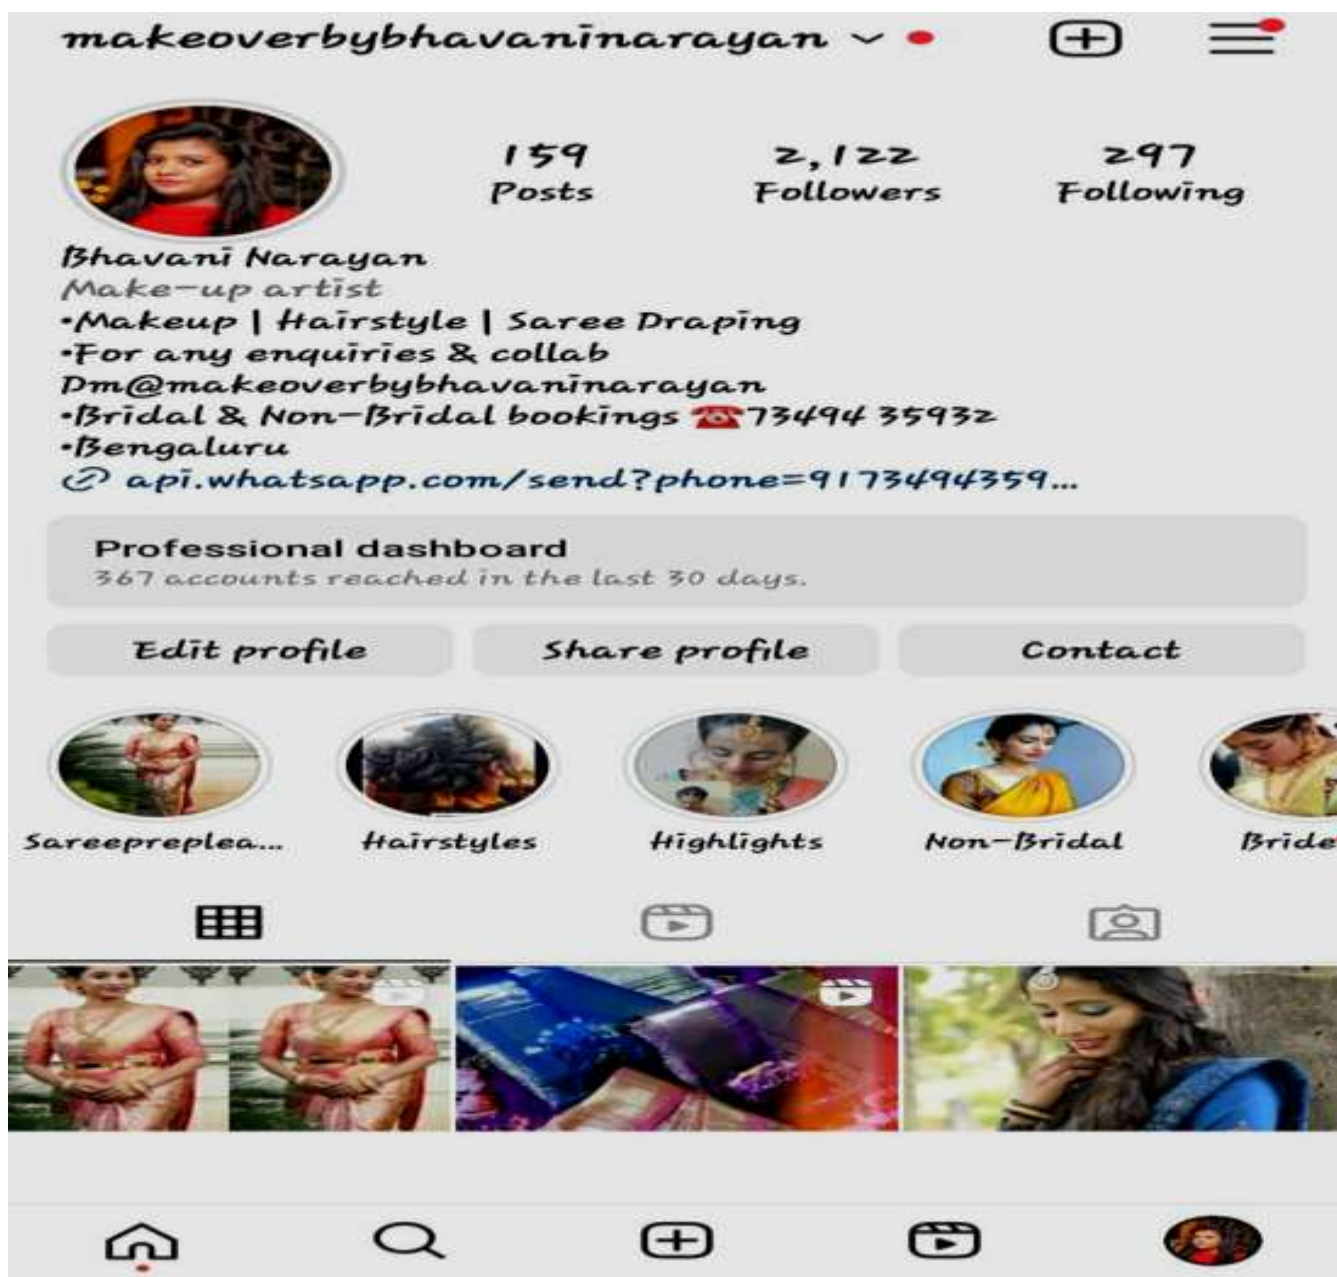 makeoverbybhavaninarayan
159 2,122 297
Posts Followers Following
Bhavani Narayan
Make-up artist
•Makeup | Hairstyle | Saree Draping
•For any enquiries & collab
Dm@makeoverbybhavaninarayan
•Bridal & Non-Bridal bookings ☎73494 35932
•Bengaluru
api.whatsapp.com/send?phone=9173494359...
Professional dashboard
367 accounts reached in the last 30 days.
Edit profile Share profile Contact
Sareepreplea... Hairstyles Highlights Non-Bridal Bride